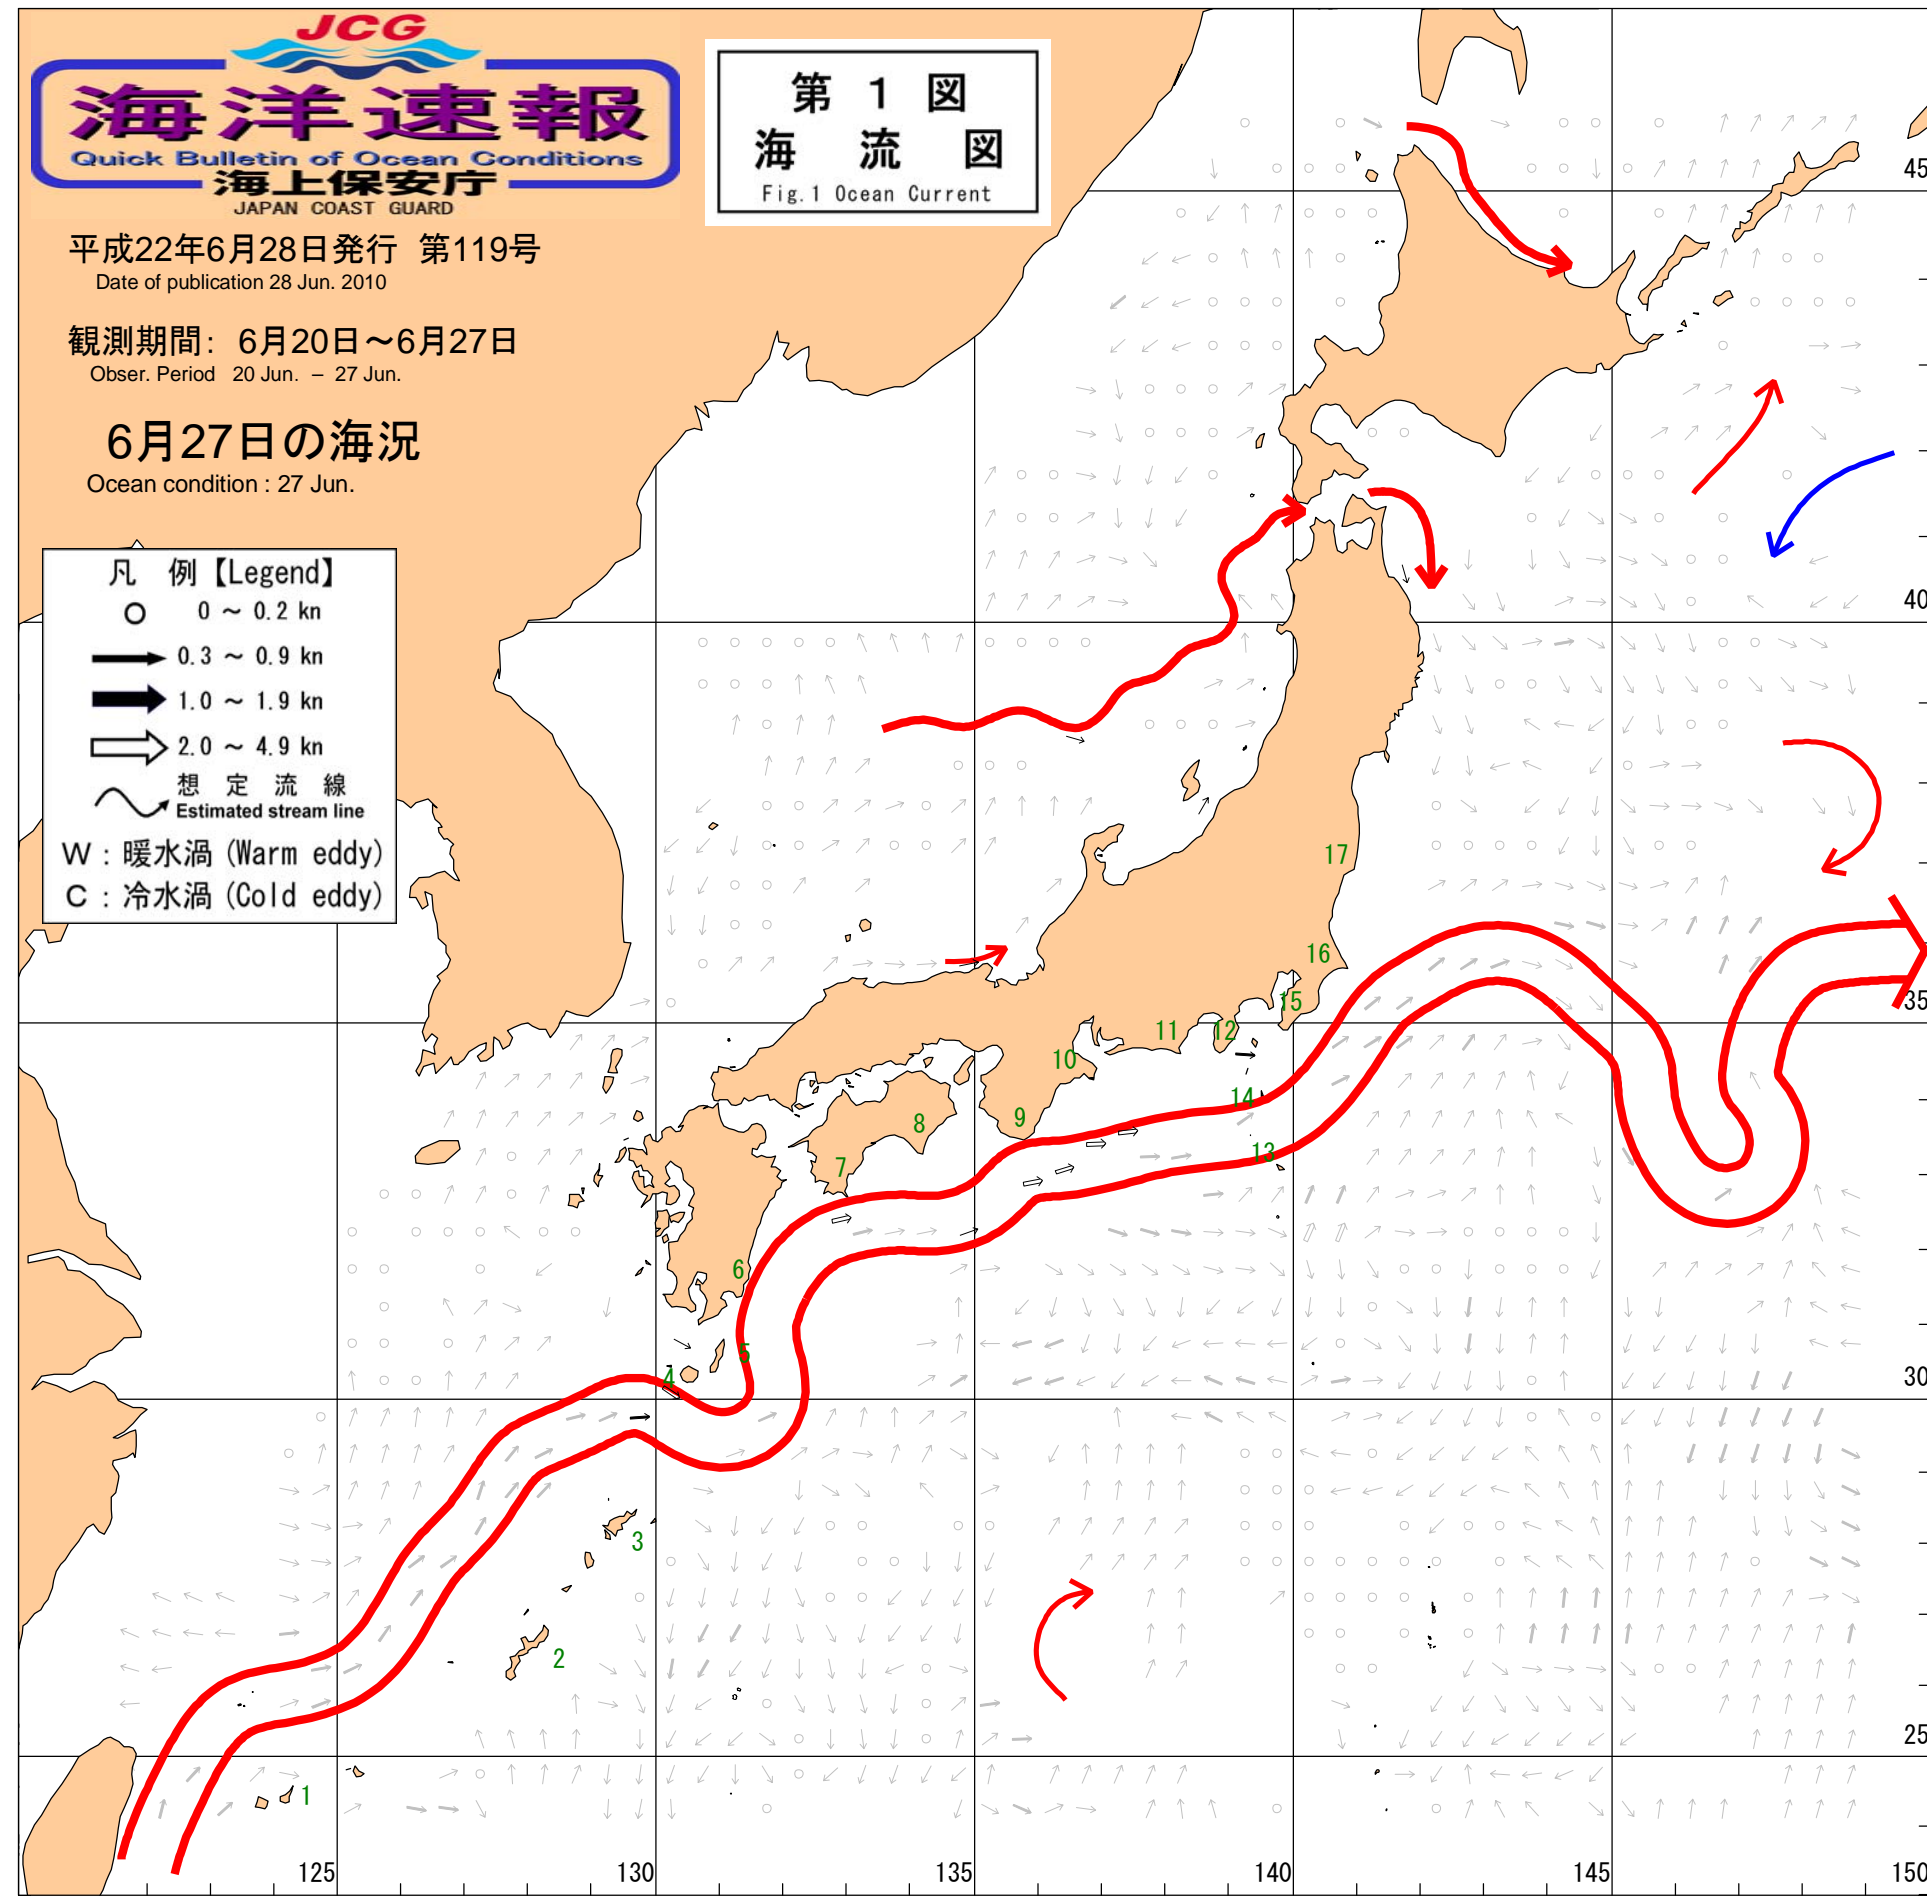 JCG
海洋速報
Quick Bulletin of Ocean Conditions
海上保安庁
JAPAN COAST GUARD
第 1 図
海 流 図
Fig.1 Ocean Current
平成22年6月28日発行 第119号
Date of publication 28 Jun. 2010
観測期間: 6月20日～6月27日
Obser. Period 20 Jun. – 27 Jun.
6月27日の海況
Ocean condition : 27 Jun.
凡 例【Legend】
0 ～ 0.2 kn
0.3 ～ 0.9 kn
1.0 ～ 1.9 kn
2.0 ～ 4.9 kn
想 定 流 線
Estimated stream line
W : 暖水渦 (Warm eddy)
C : 冷水渦 (Cold eddy)
45
40
17
16
35
15
11
12
10
14
9
8
13
7
6
5
4
30
3
2
25
1
125
130
135
140
145
150